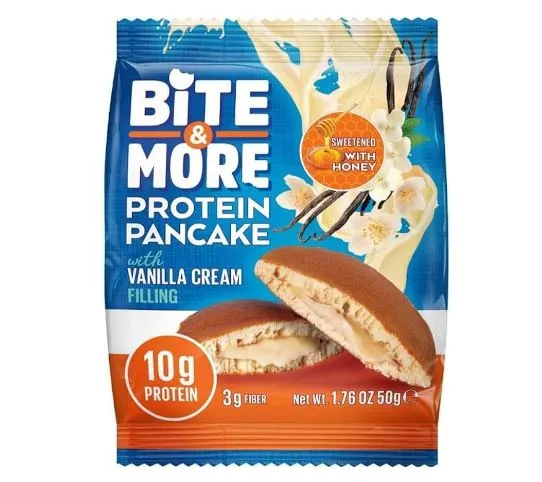 BiTE
&
MORE
PROTEIN
PANCAKE
with
VANILLA CREAM
FILLING
SWEETENED
WITH
HONEY
10g
PROTEIN
3g FIBER
NET WT. 1.76 OZ 50g ℮